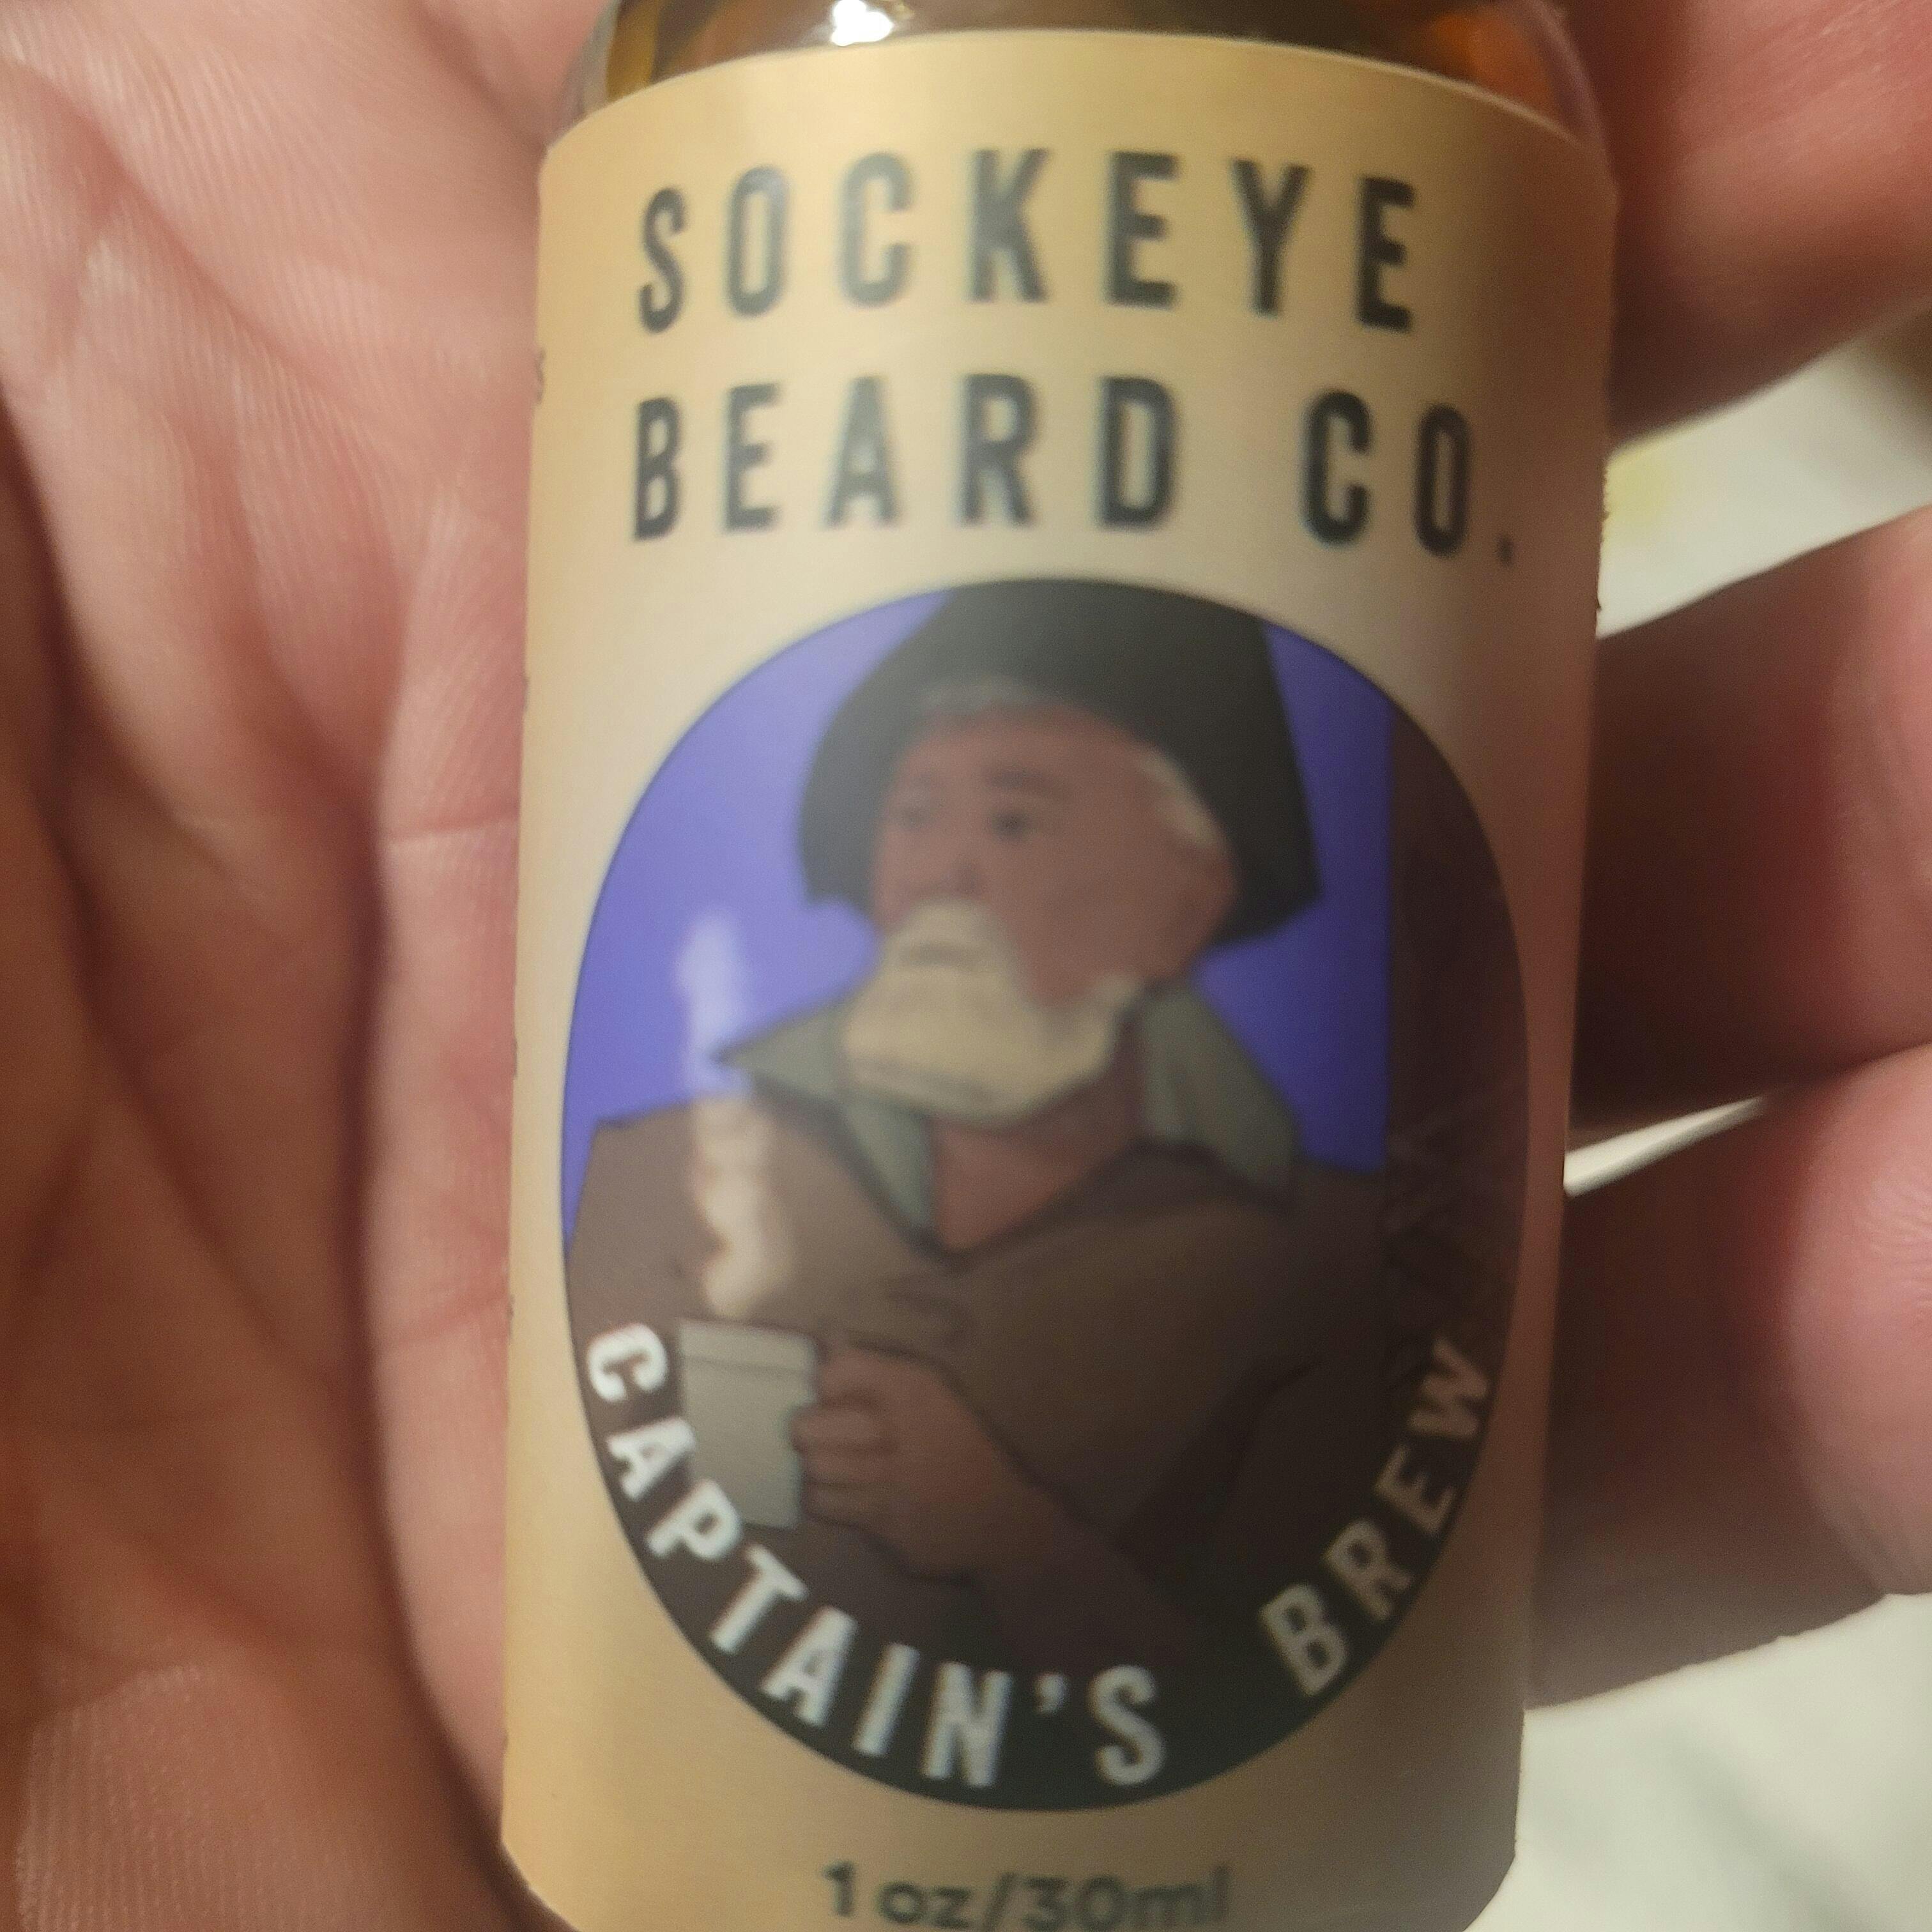 SOCKEYE
BEARD CO.
CAPTAIN'S BREW
1 oz/30ml